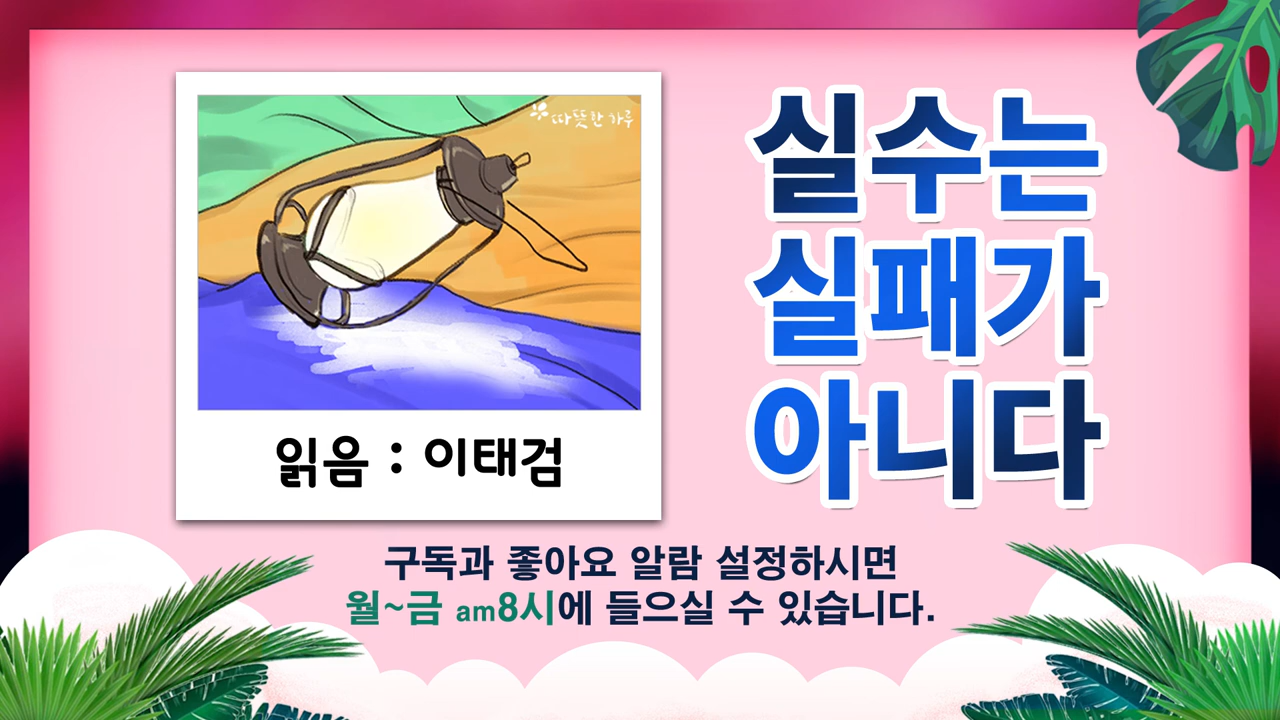 따뜻한 하루
읽음 : 이태검
실수는
실패가
아니다
구독과 좋아요 알람 설정하시면
월~금 am8시에 들으실 수 있습니다.